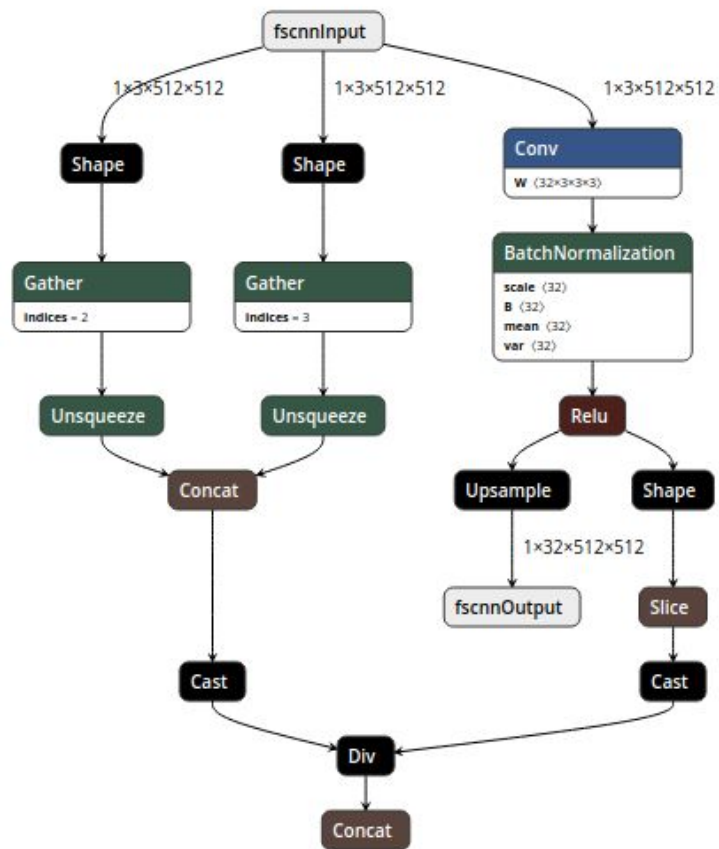 fscnnInput
1×3×512×512
1×3×512×512
1×3×512×512
Shape
Shape
Conv
W ⟨32×3×3×3⟩
Gather
indices = 2
Gather
indices = 3
BatchNormalization
scale ⟨32⟩
B ⟨32⟩
mean ⟨32⟩
var ⟨32⟩
Unsqueeze
Unsqueeze
Relu
Concat
Upsample
Shape
1×32×512×512
fscnnOutput
Slice
Cast
Cast
Div
Concat